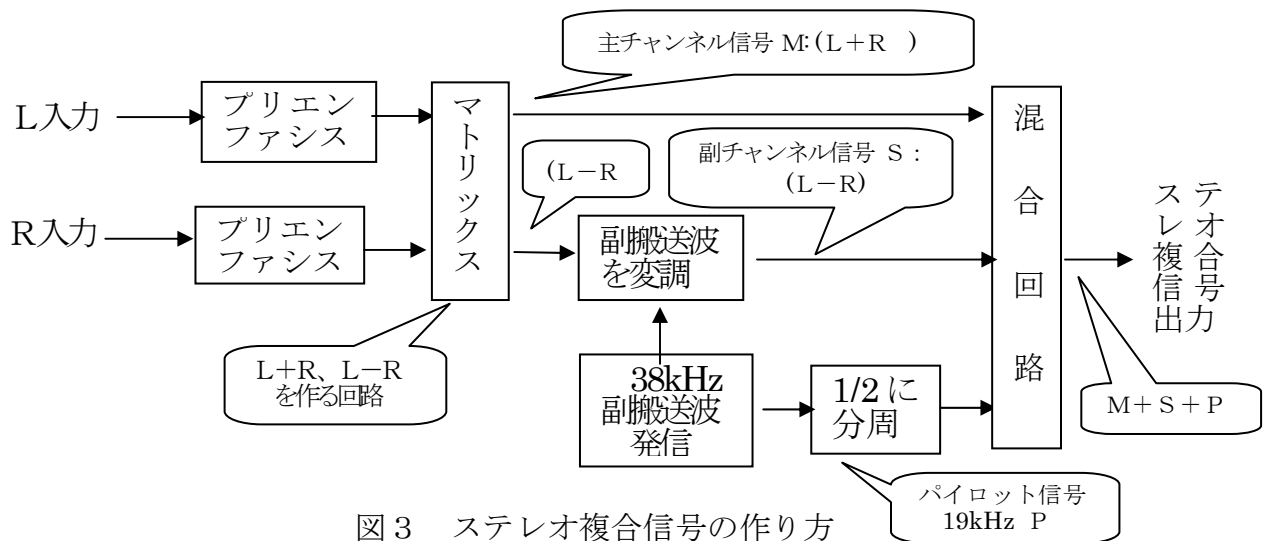 主チャンネル信号 M:(L+R )
L入力
プリエン
ファシス
マトリックス
混合回路
(L-R
副チャンネル信号 S:
(L-R)
R入力
プリエン
ファシス
副搬送波
を変調
ステ
レオ
複合
信号
出力
L+R、L-R
を作る回路
38kHz
副搬送波
発信
1/2 に
分周
M+S+P
パイロット信号
19kHz P
図3 ステレオ複合信号の作り方